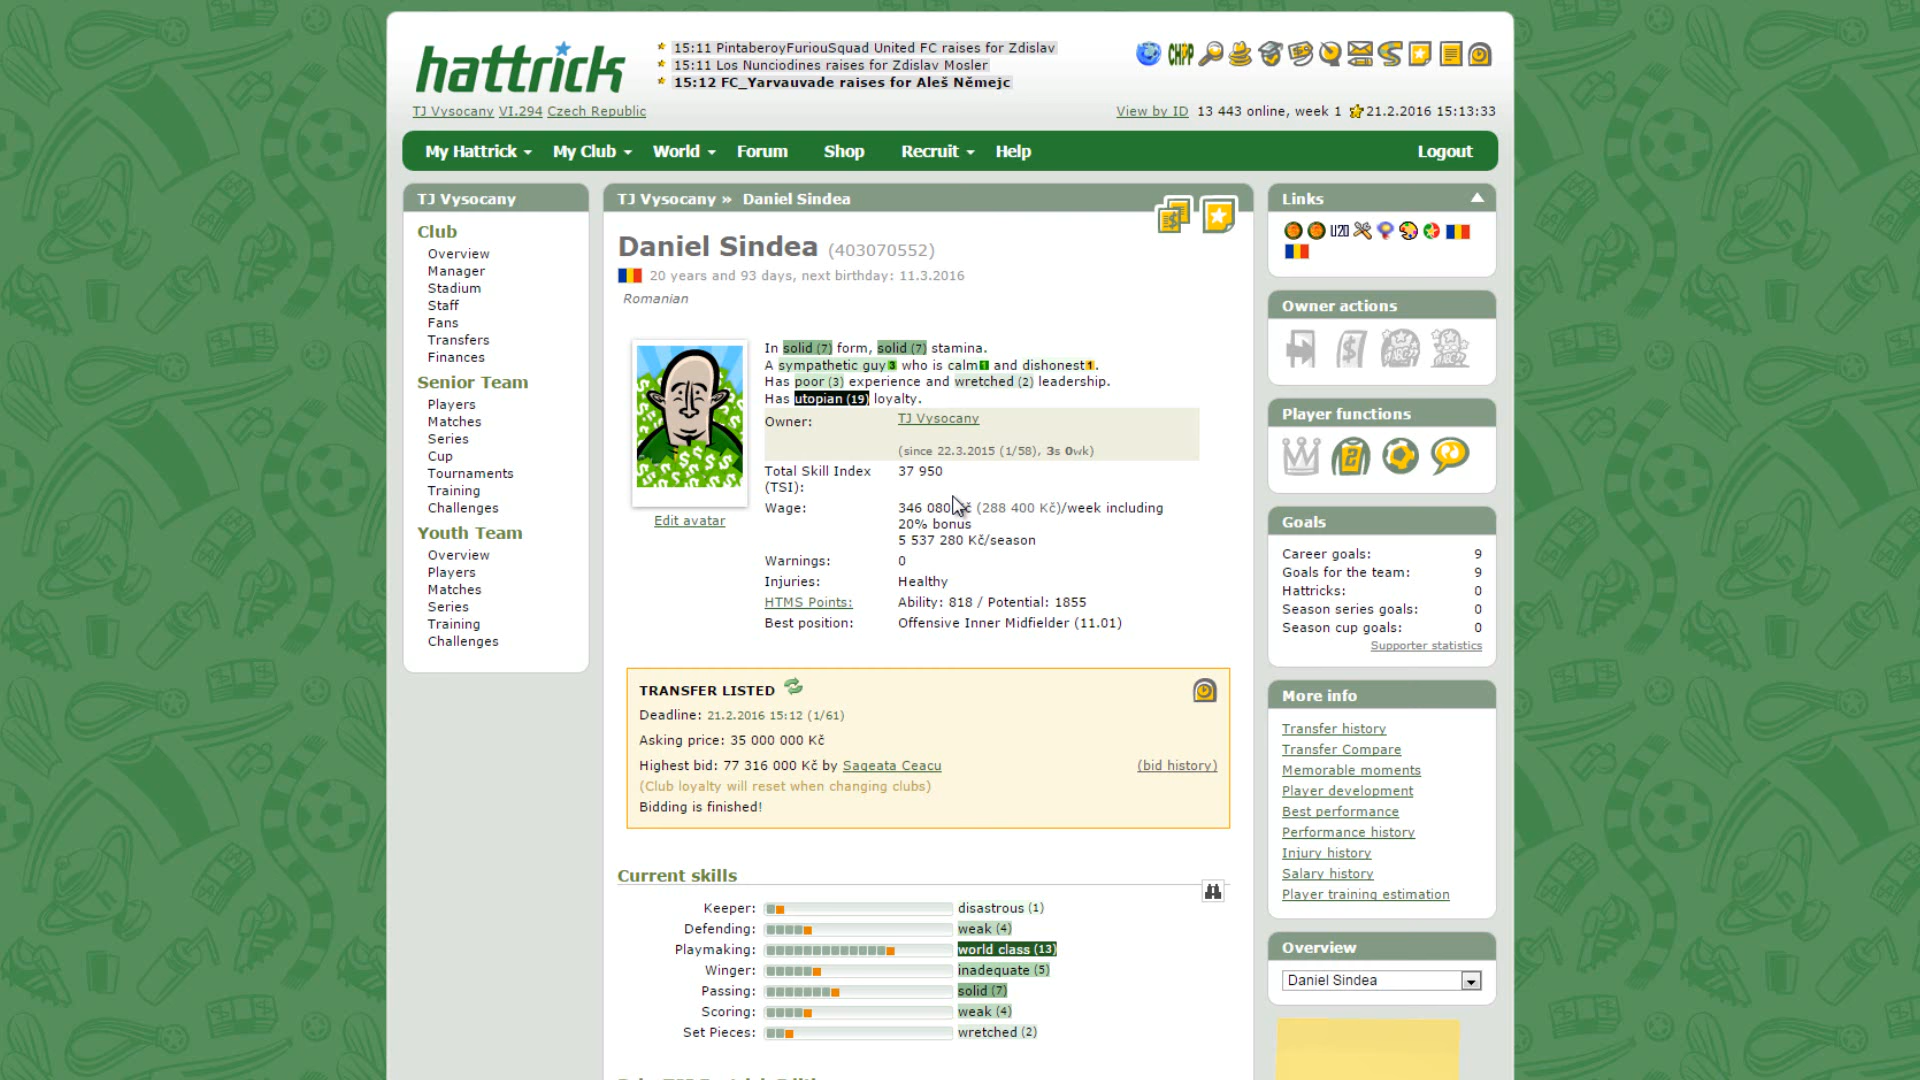 hattrick
15:11 PintaberoyFuriouSquad United FC raises for Zdislav
15:11 Los Nunciodines raises for Zdislav Mosler
15:12 FC_Yarvauvade raises for Aleš Němejc
CHPP
TJ Vysocany VI.294 Czech Republic
View by ID 13 443 online, week 1 21.2.2016 15:13:33
My Hattrick My Club World Forum Shop Recruit Help Logout
TJ Vysocany
Club
Overview
Manager
Stadium
Staff
Fans
Transfers
Finances
Senior Team
Players
Matches
Series
Cup
Tournaments
Training
Challenges
Youth Team
Overview
Players
Matches
Series
Training
Challenges
TJ Vysocany » Daniel Sindea
Daniel Sindea (403070552)
20 years and 93 days, next birthday: 11.3.2016
Romanian
In solid (7) form, solid (7) stamina.
A sympathetic guy 3 who is calm 1 and dishonest 1.
Has poor (3) experience and wretched (2) leadership.
Has utopian (19) loyalty.
Owner: TJ Vysocany
(since 22.3.2015 (1/58), 3s 0wk)
Total Skill Index (TSI): 37 950
Wage: 346 080 Kč (288 400 Kč)/week including
20% bonus
5 537 280 Kč/season
Warnings: 0
Injuries: Healthy
HTMS Points: Ability: 818 / Potential: 1855
Best position: Offensive Inner Midfielder (11.01)
Edit avatar
TRANSFER LISTED
Deadline: 21.2.2016 15:12 (1/61)
Asking price: 35 000 000 Kč
Highest bid: 77 316 000 Kč by Sageata Ceacu (bid history)
(Club loyalty will reset when changing clubs)
Bidding is finished!
Current skills
Keeper: disastrous (1)
Defending: weak (4)
Playmaking: world class (13)
Winger: inadequate (5)
Passing: solid (7)
Scoring: weak (4)
Set Pieces: wretched (2)
Links
U20
Owner actions
Player functions
Goals
Career goals: 9
Goals for the team: 9
Hattricks: 0
Season series goals: 0
Season cup goals: 0
Supporter statistics
More info
Transfer history
Transfer Compare
Memorable moments
Player development
Best performance
Performance history
Injury history
Salary history
Player training estimation
Overview
Daniel Sindea